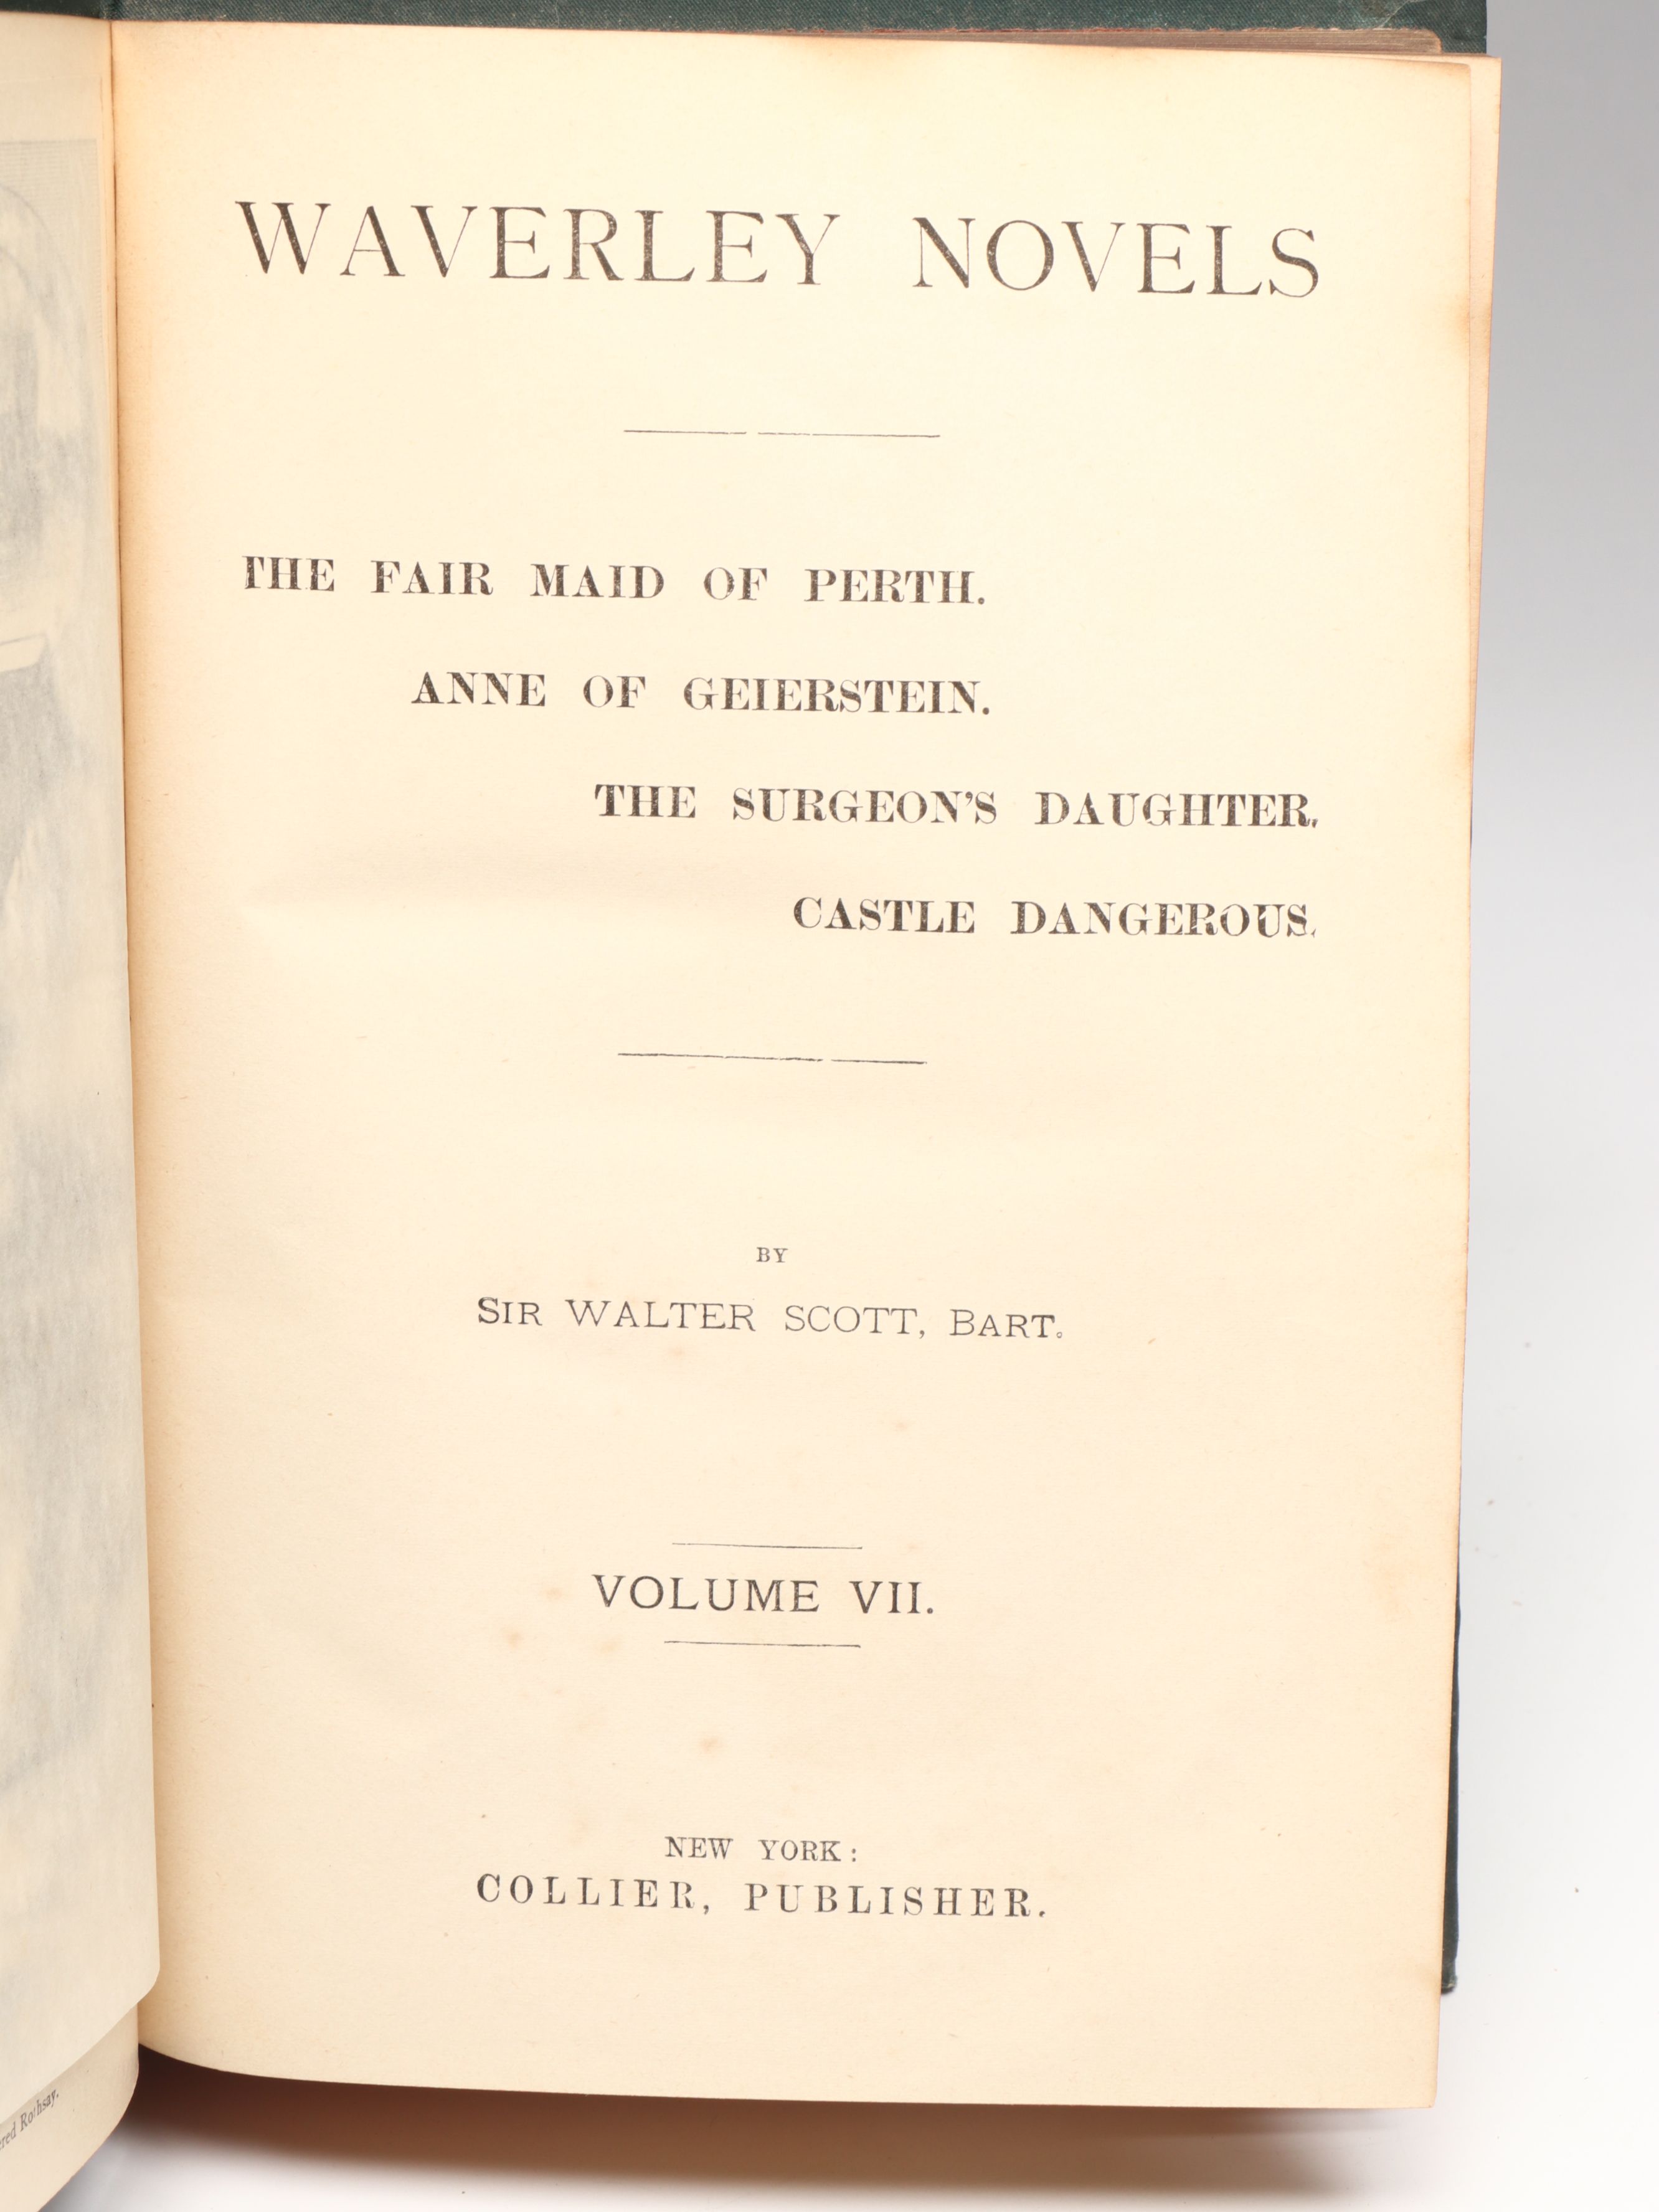 WAVERLEY NOVELS
THE FAIR MAID OF PERTH.
ANNE OF GEIERSTEIN.
THE SURGEON'S DAUGHTER.
CASTLE DANGEROUS.
BY
SIR WALTER SCOTT, BART.
VOLUME VII.
NEW YORK:
COLLIER, PUBLISHER.
Rothsay.